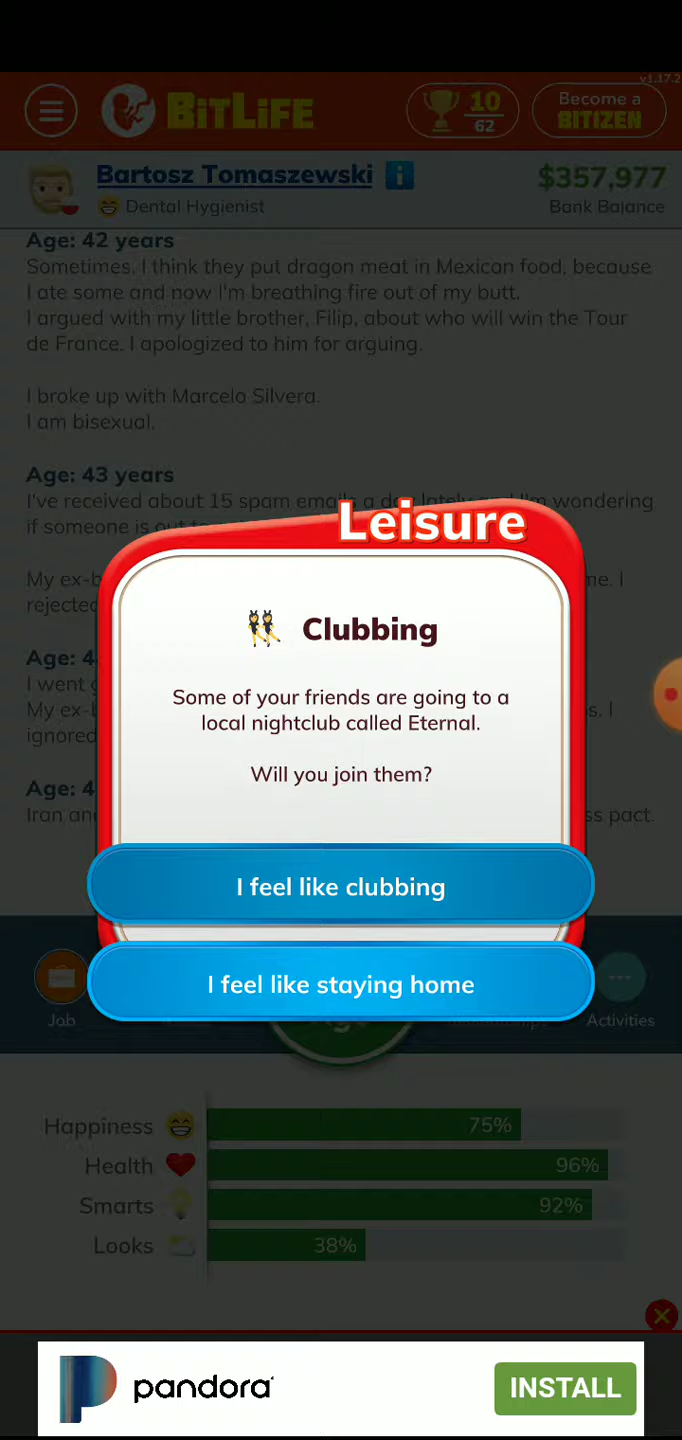 v1.17.2
BitLiFE
10
62
Become a
BITIZEN
Bartosz Tomaszewski
i
$357,977
Dental Hygienist
Bank Balance
Age: 42 years
Sometimes, I think they put dragon meat in Mexican food, because
I ate some and now I'm breathing fire out of my butt.
I argued with my little brother, Filip, about who will win the Tour
de France. I apologized to him for arguing.
I broke up with Marcelo Silvera.
I am bisexual.
Age: 43 years
I've received about 15 spam emails a day lately and I'm wondering
if someone is out to
My ex-b
me. I
rejected
Age: 4
I went
My ex-
s. I
ignored
Age: 4
Iran an
ss pact.
Leisure
Clubbing
Some of your friends are going to a
local nightclub called Eternal.
Will you join them?
I feel like clubbing
I feel like staying home
Job
Age
Activities
Happiness 75%
Health 96%
Smarts 92%
Looks 38%
pandora
INSTALL